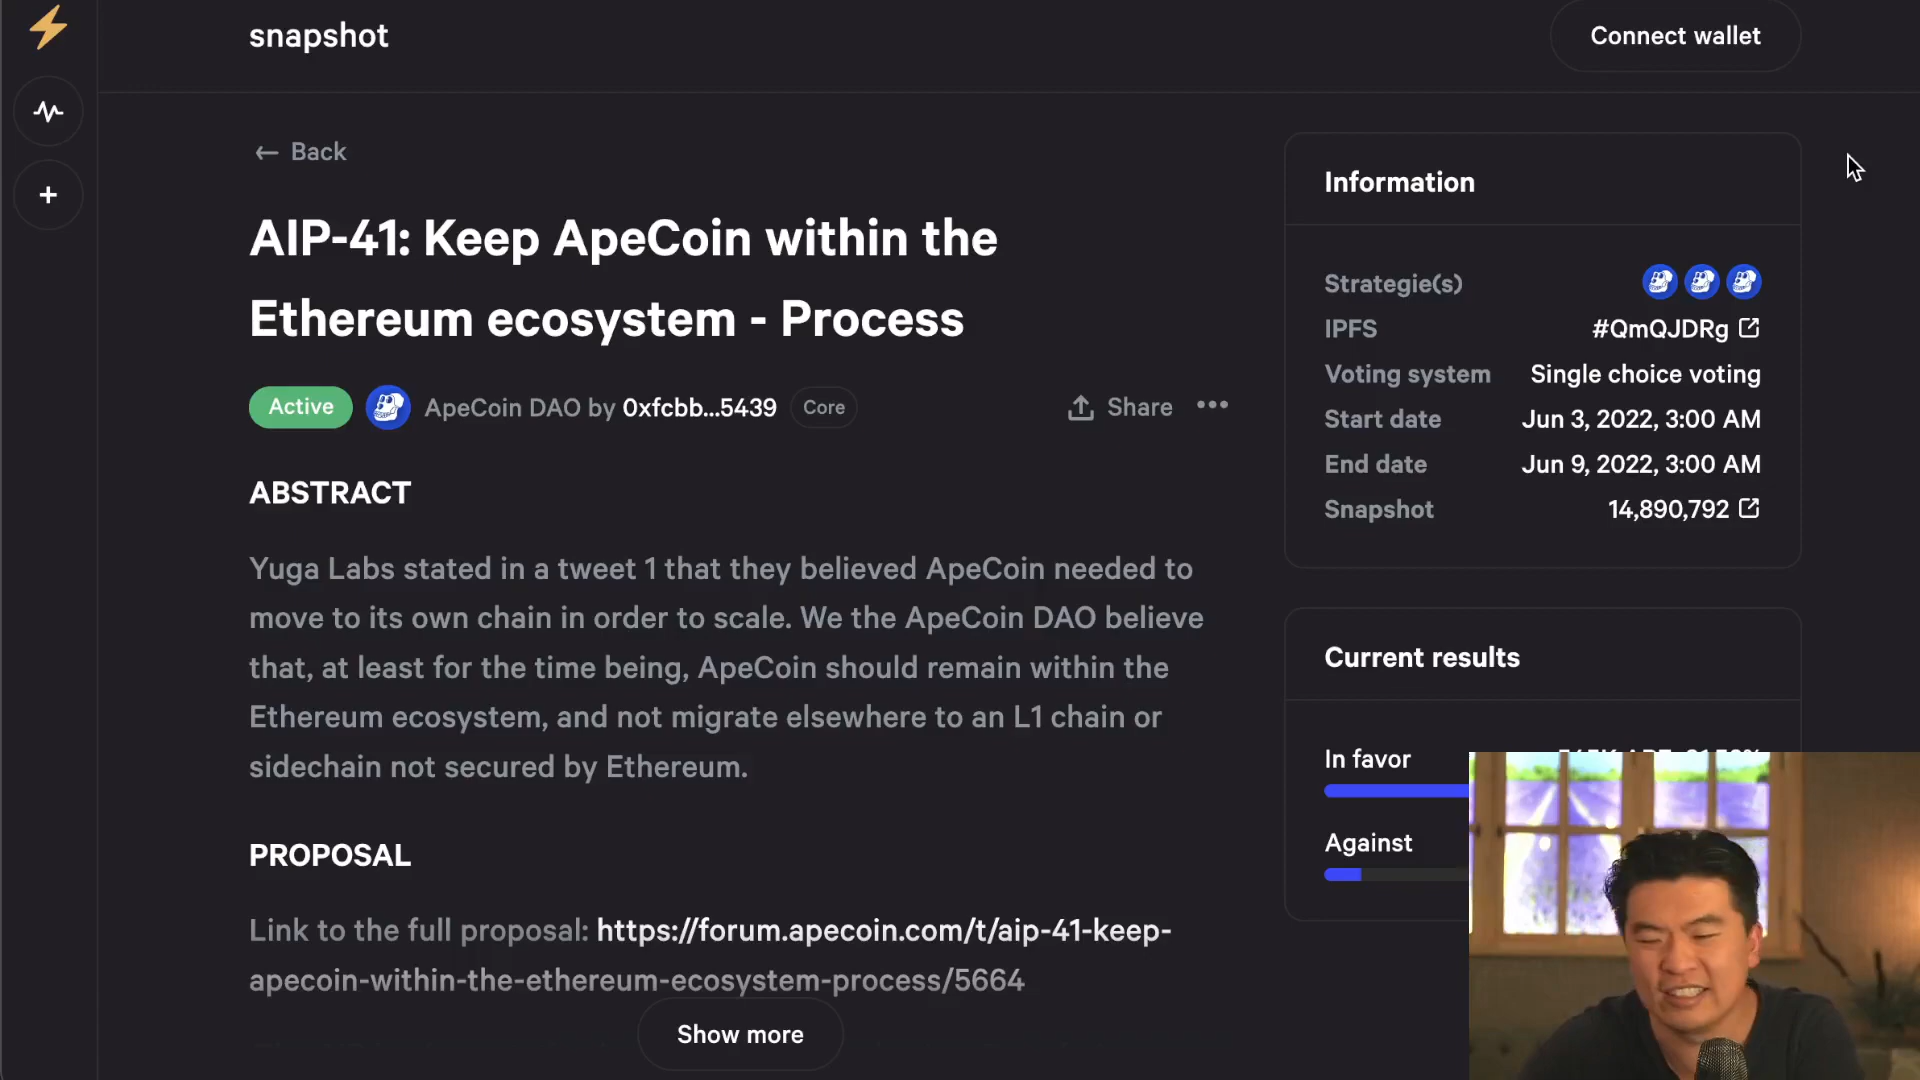 snapshot
Connect wallet
← Back
AIP-41: Keep ApeCoin within the
Ethereum ecosystem - Process
Active
ApeCoin DAO by 0xfcbb...5439
Core
Share
ABSTRACT
Yuga Labs stated in a tweet 1 that they believed ApeCoin needed to
move to its own chain in order to scale. We the ApeCoin DAO believe
that, at least for the time being, ApeCoin should remain within the
Ethereum ecosystem, and not migrate elsewhere to an L1 chain or
sidechain not secured by Ethereum.
PROPOSAL
Link to the full proposal: https://forum.apecoin.com/t/aip-41-keep-
apecoin-within-the-ethereum-ecosystem-process/5664
Show more
Information
Strategie(s)
IPFS #QmQJDRg
Voting system Single choice voting
Start date Jun 3, 2022, 3:00 AM
End date Jun 9, 2022, 3:00 AM
Snapshot 14,890,792
Current results
In favor
Against